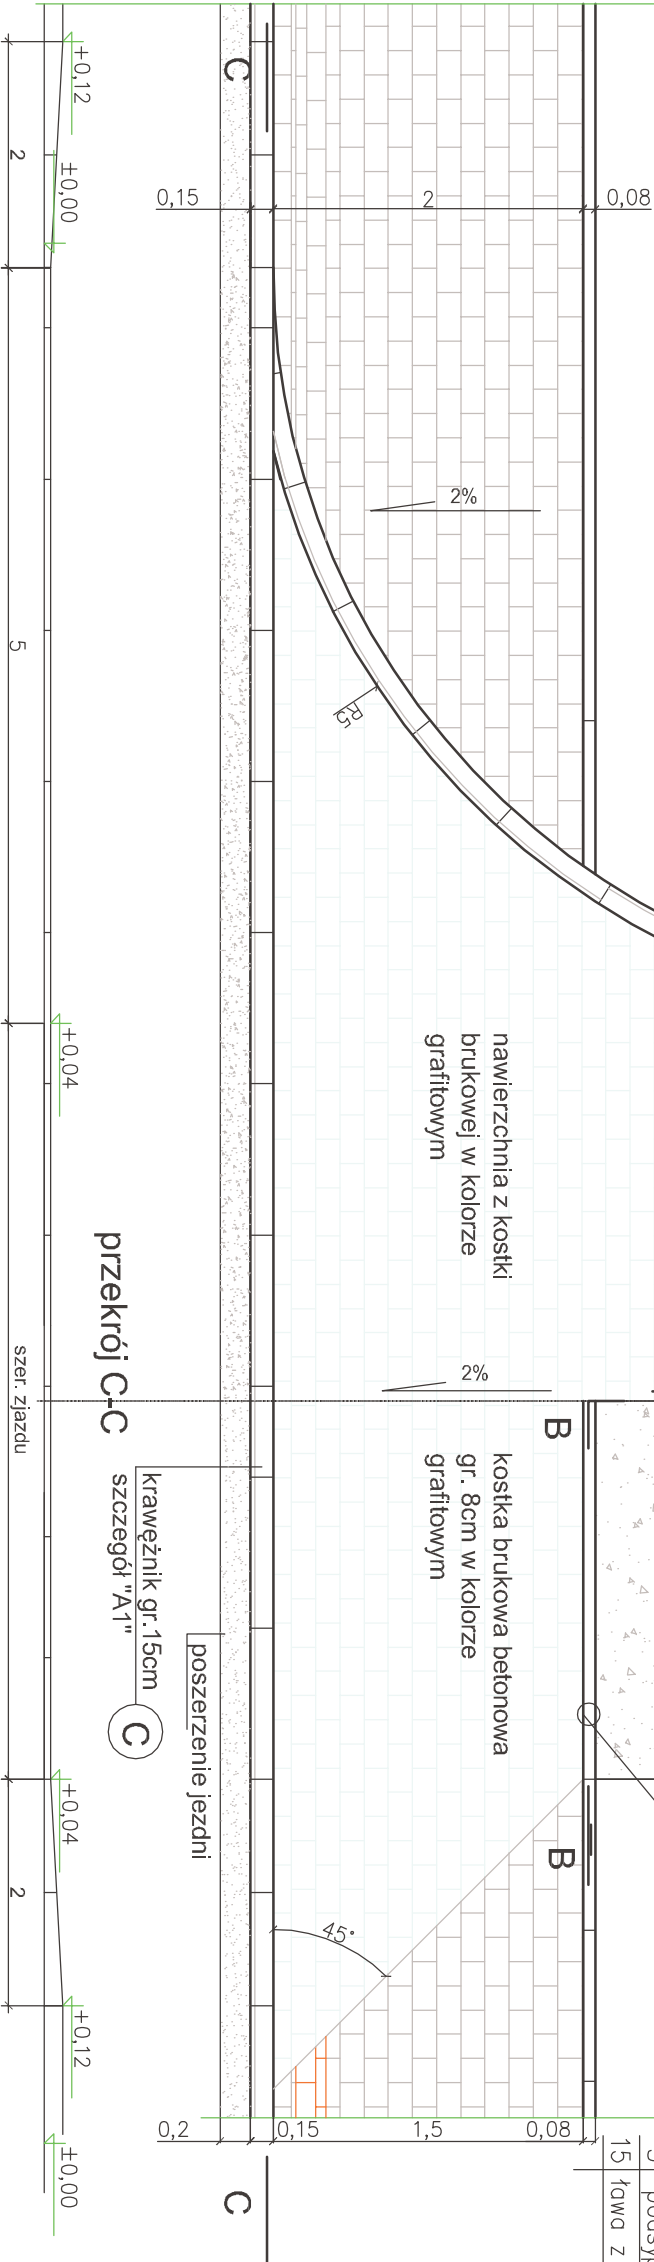 +0,12
2
±0,00
C
0,15
2
0,08
2%
5
R5
nawierzchnia z kostki
brukowej w kolorze
grafitowym
+0,04
przekrój C-C
szer. zjazdu
2%
B
kostka brukowa betonowa
gr. 8cm w kolorze
grafitowym
krawężnik gr.15cm
szczegół "A1"
C
poszerzenie jezdni
+0,04
B
2
45°
+0,12
0,2
0,15
1,5
0,08
±0,00
C
15 ława z